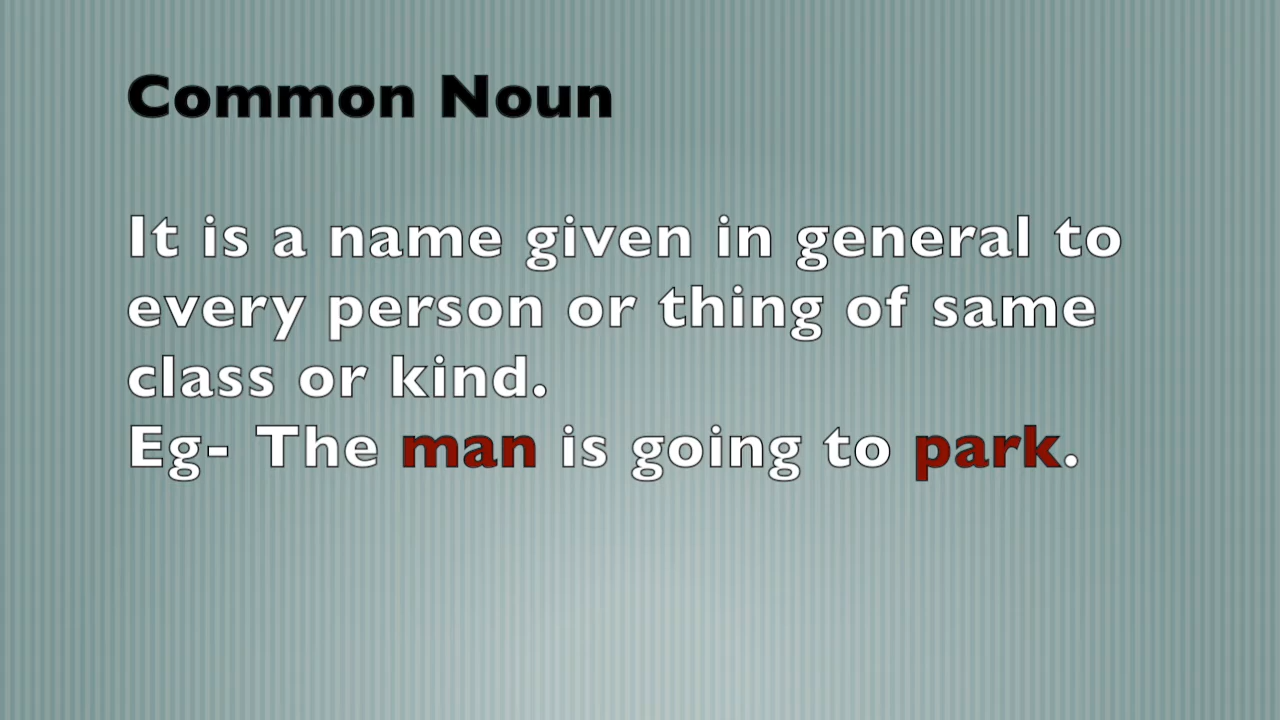 Common Noun
It is a name given in general to
every person or thing of same
class or kind.
Eg- The man is going to park.